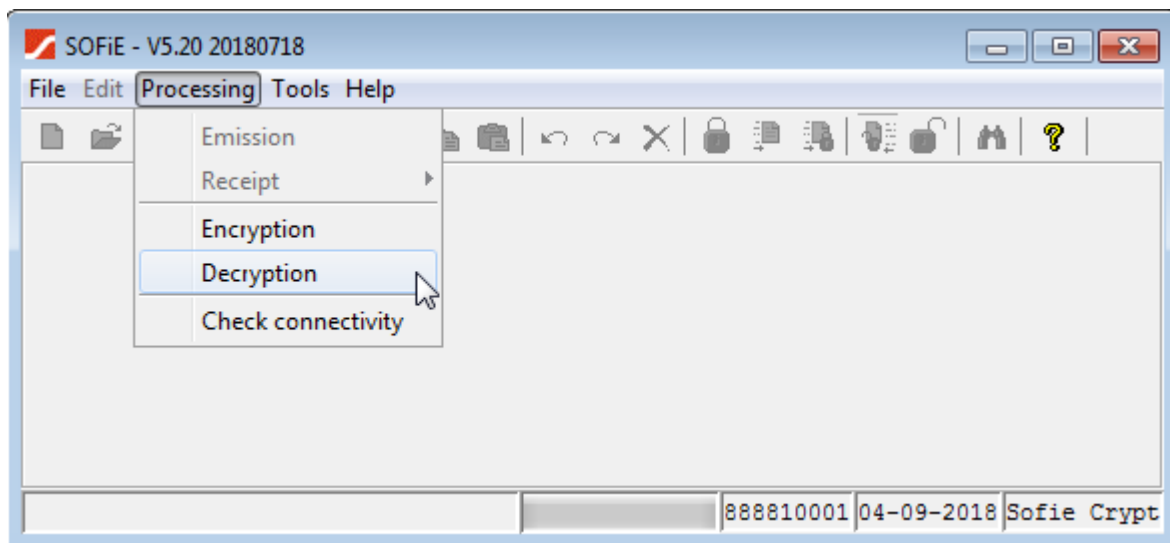 SOFiE - V5.20 20180718
File Edit Processing Tools Help
Emission
Receipt
Encryption
Decryption
Check connectivity
888810001 04-09-2018 Sofie Crypt